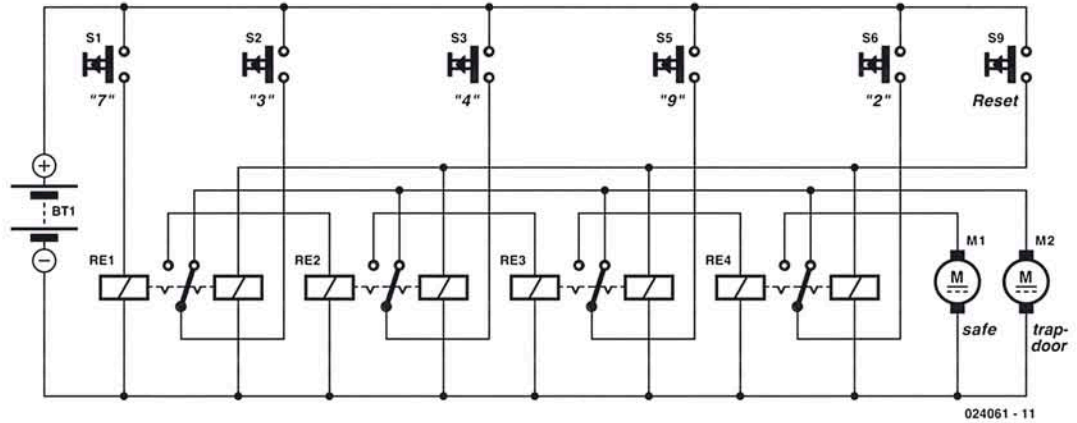 S1
S2
S3
S5
S6
S9
"7"
"3"
"4"
"9"
"2"
Reset
+
BT1
−
RE1
RE2
RE3
RE4
M1
M2
M
M
safe
trap-
door
024061 - 11